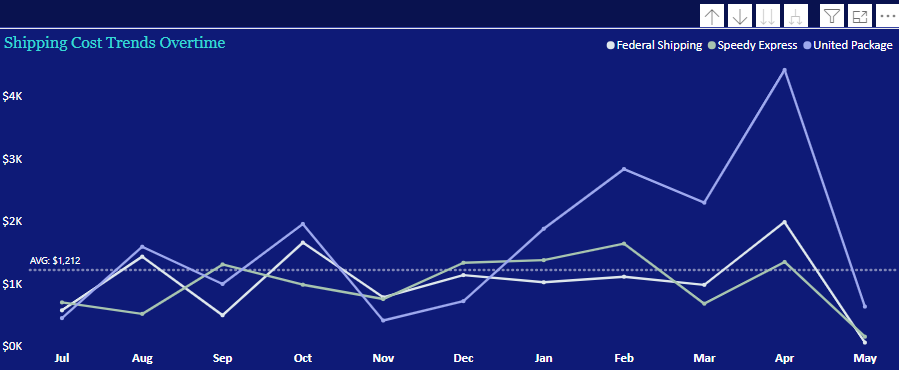 Shipping Cost Trends Overtime
Federal Shipping Speedy Express United Package
$4K
$3K
$2K
AVG: $1,212
$1K
$0K
Jul Aug Sep Oct Nov Dec Jan Feb Mar Apr May